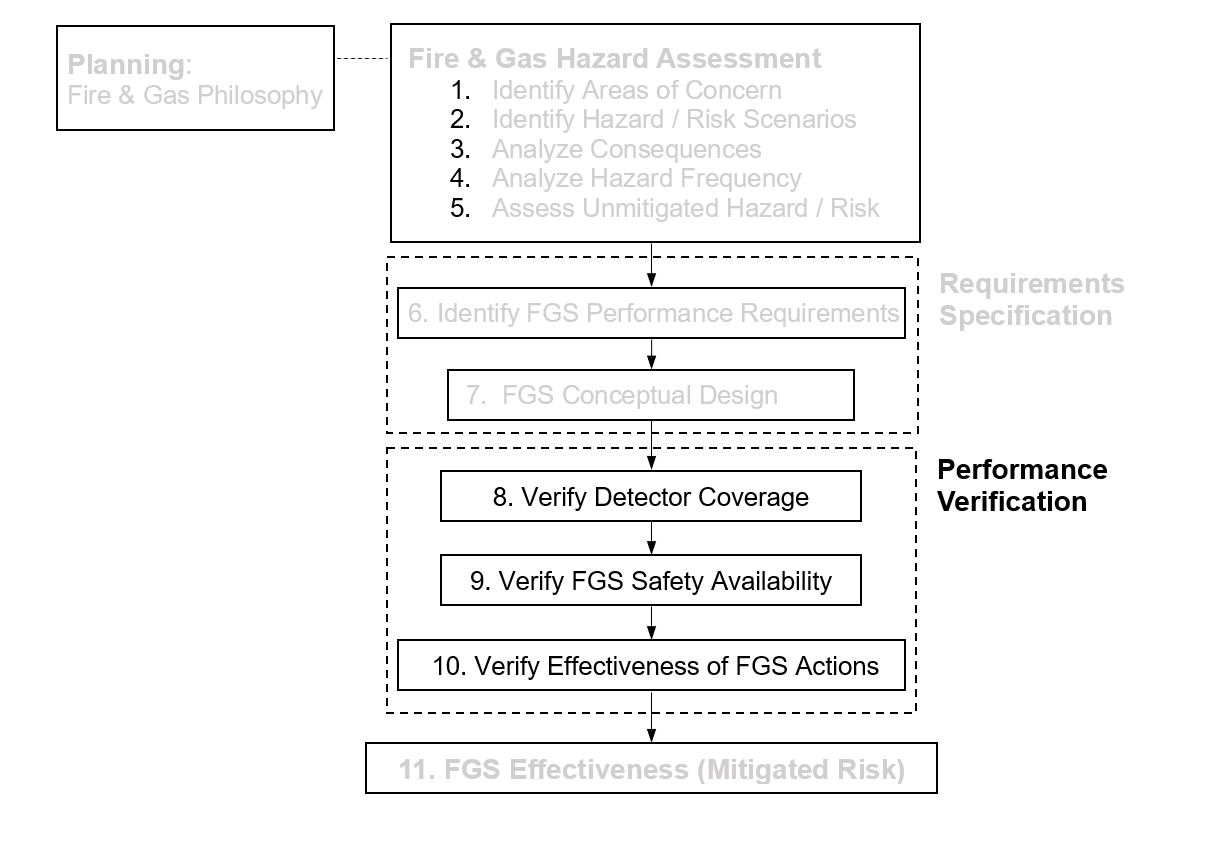 Planning:
Fire & Gas Philosophy
Fire & Gas Hazard Assessment
1. Identify Areas of Concern
2. Identify Hazard / Risk Scenarios
3. Analyze Consequences
4. Analyze Hazard Frequency
5. Assess Unmitigated Hazard / Risk
Requirements
Specification
6. Identify FGS Performance Requirements
7. FGS Conceptual Design
Performance
Verification
8. Verify Detector Coverage
9. Verify FGS Safety Availability
10. Verify Effectiveness of FGS Actions
11. FGS Effectiveness (Mitigated Risk)